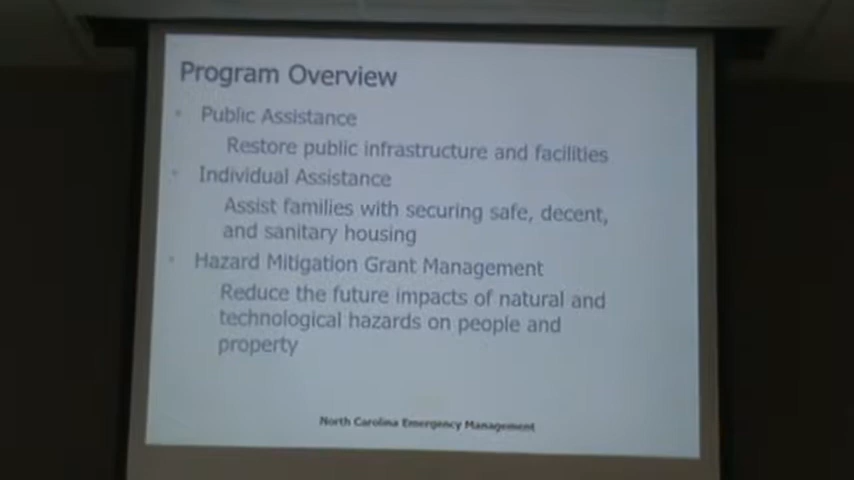 Program Overview
• Public Assistance
Restore public infrastructure and facilities
• Individual Assistance
Assist families with securing safe, decent,
and sanitary housing
• Hazard Mitigation Grant Management
Reduce the future impacts of natural and
technological hazards on people and
property
North Carolina Emergency Management